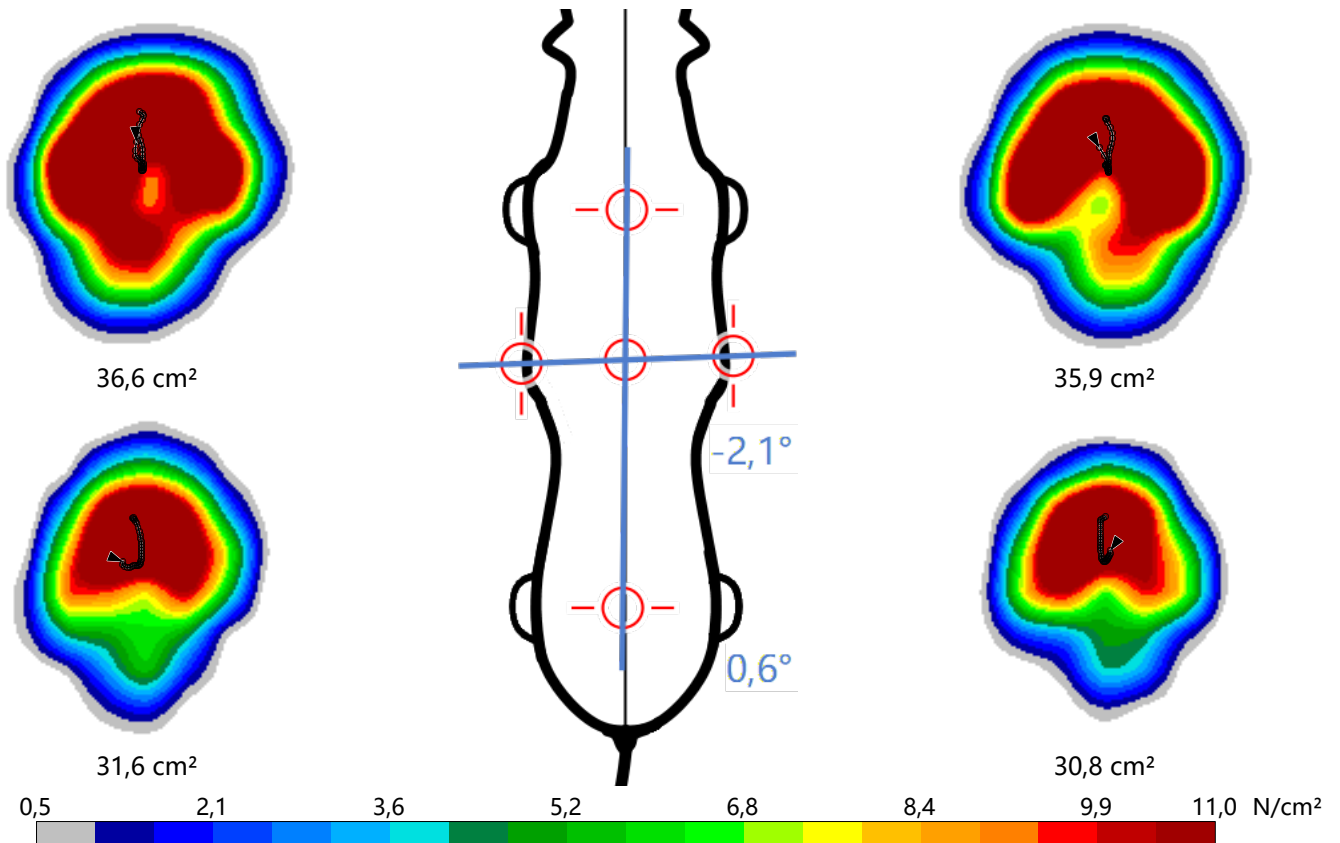 36,6 cm²
35,9 cm²
-2,1°
0,6°
31,6 cm²
30,8 cm²
0,5 2,1 3,6 5,2 6,8 8,4 9,9 11,0 N/cm²